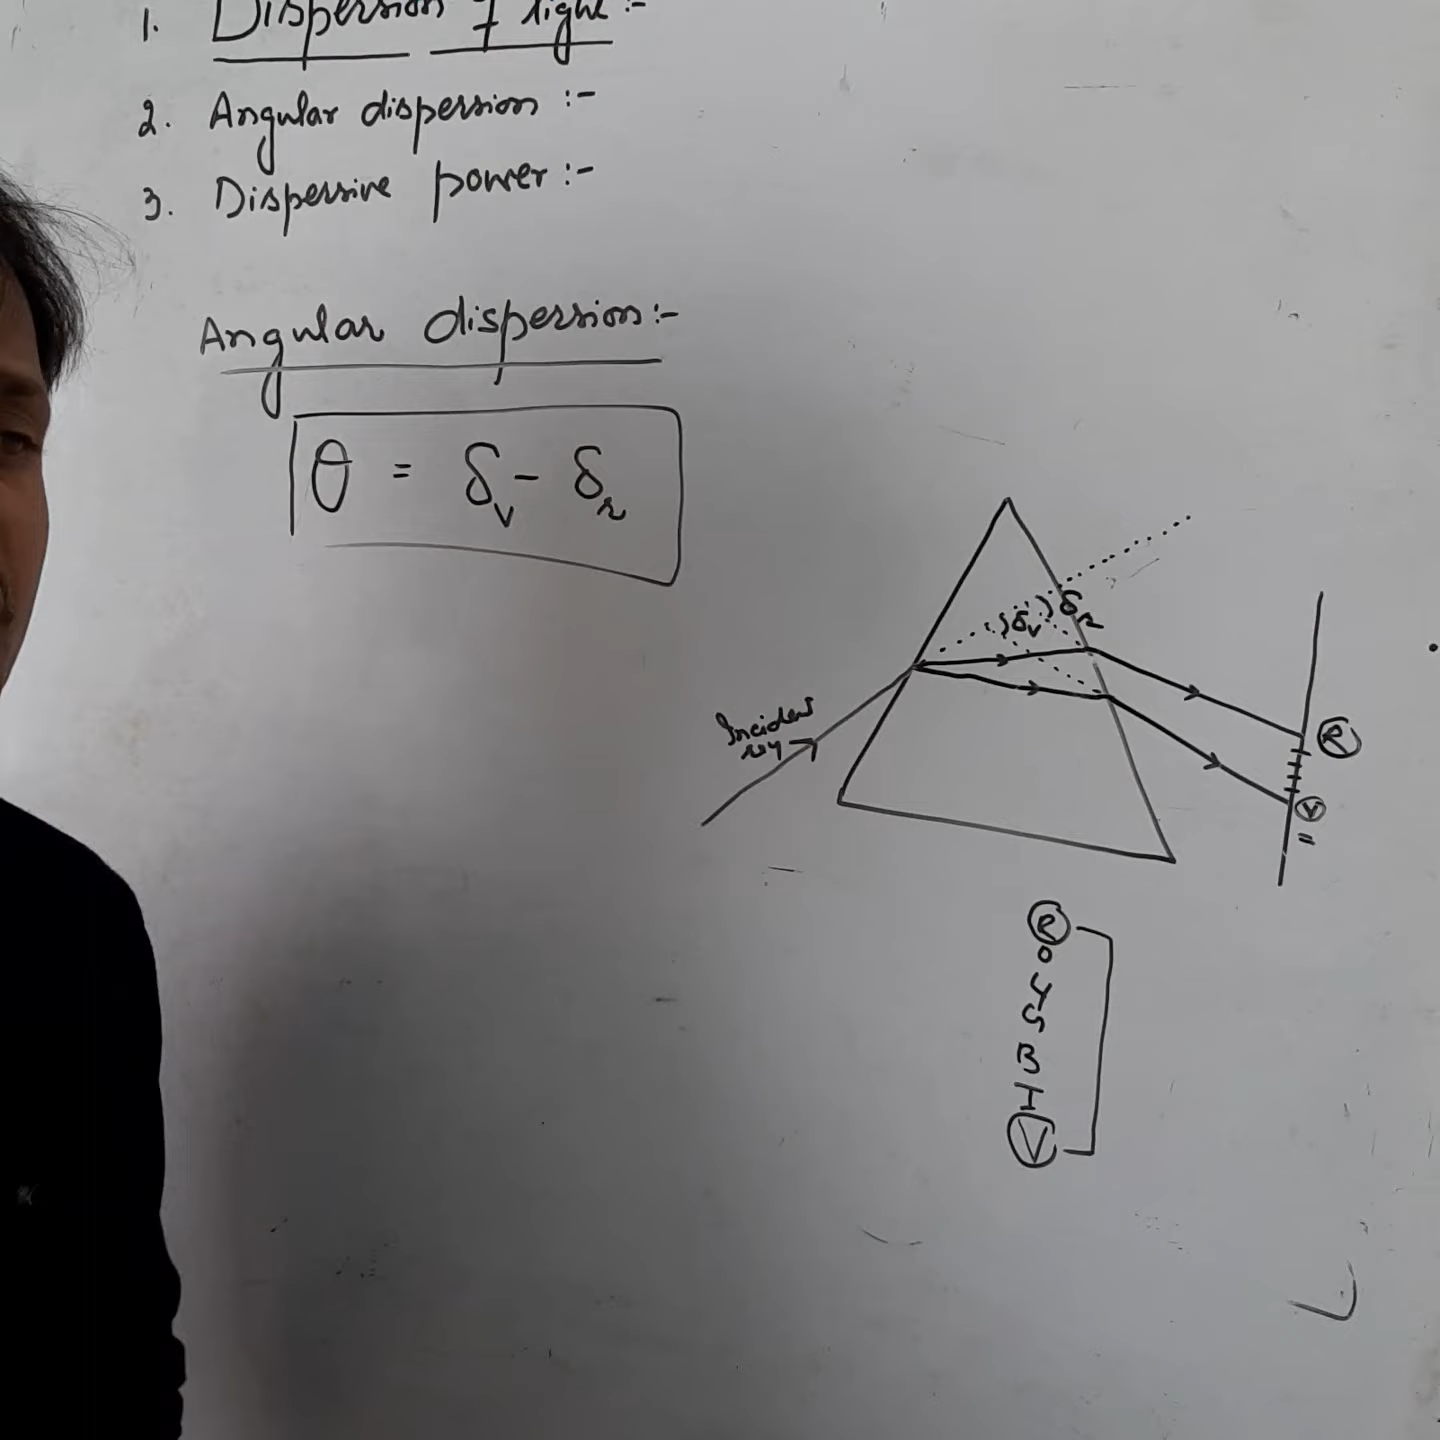 1. Dispersion of light :-
2. Angular dispersion :-
3. Dispersive power :-
Angular dispersion :-
θ = δv - δr
δr
δv
Incident
ray
R
V
R
O
Y
G
B
I
V